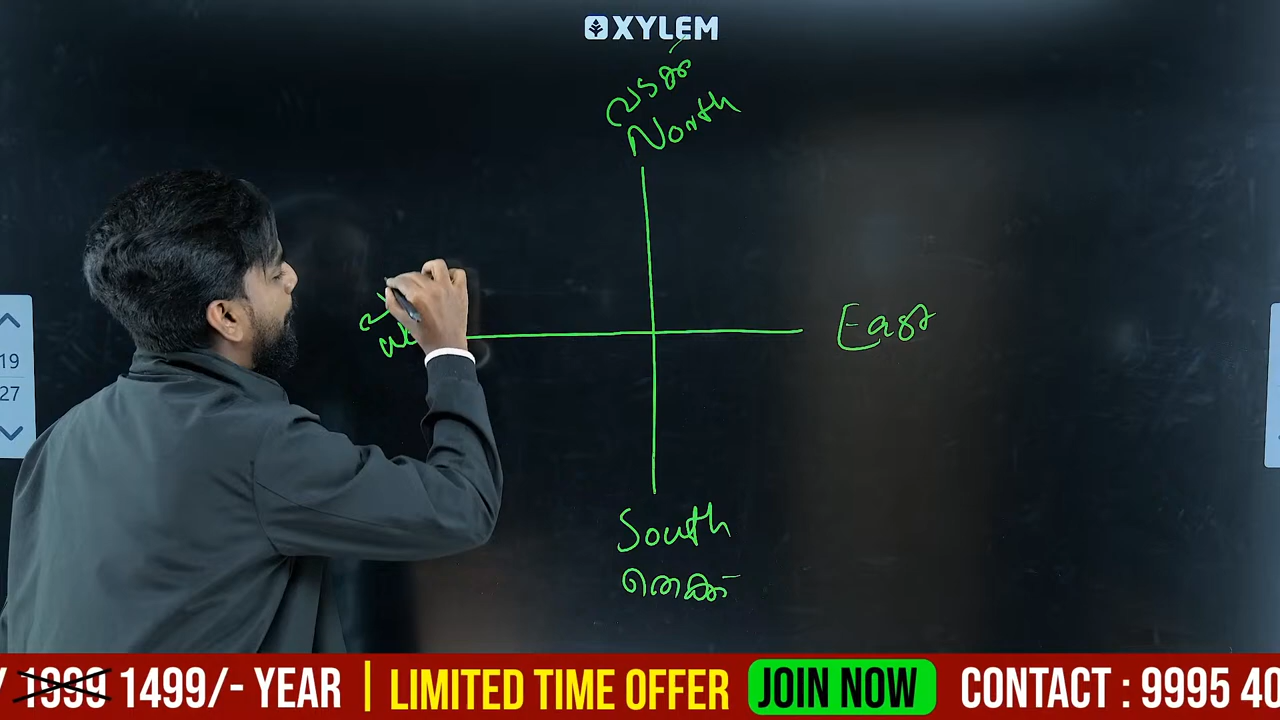 XYLEM
വടക്ക്
North
East
South
തെക്ക്
19
27
1999 1499/- YEAR | LIMITED TIME OFFER JOIN NOW CONTACT : 9995 40